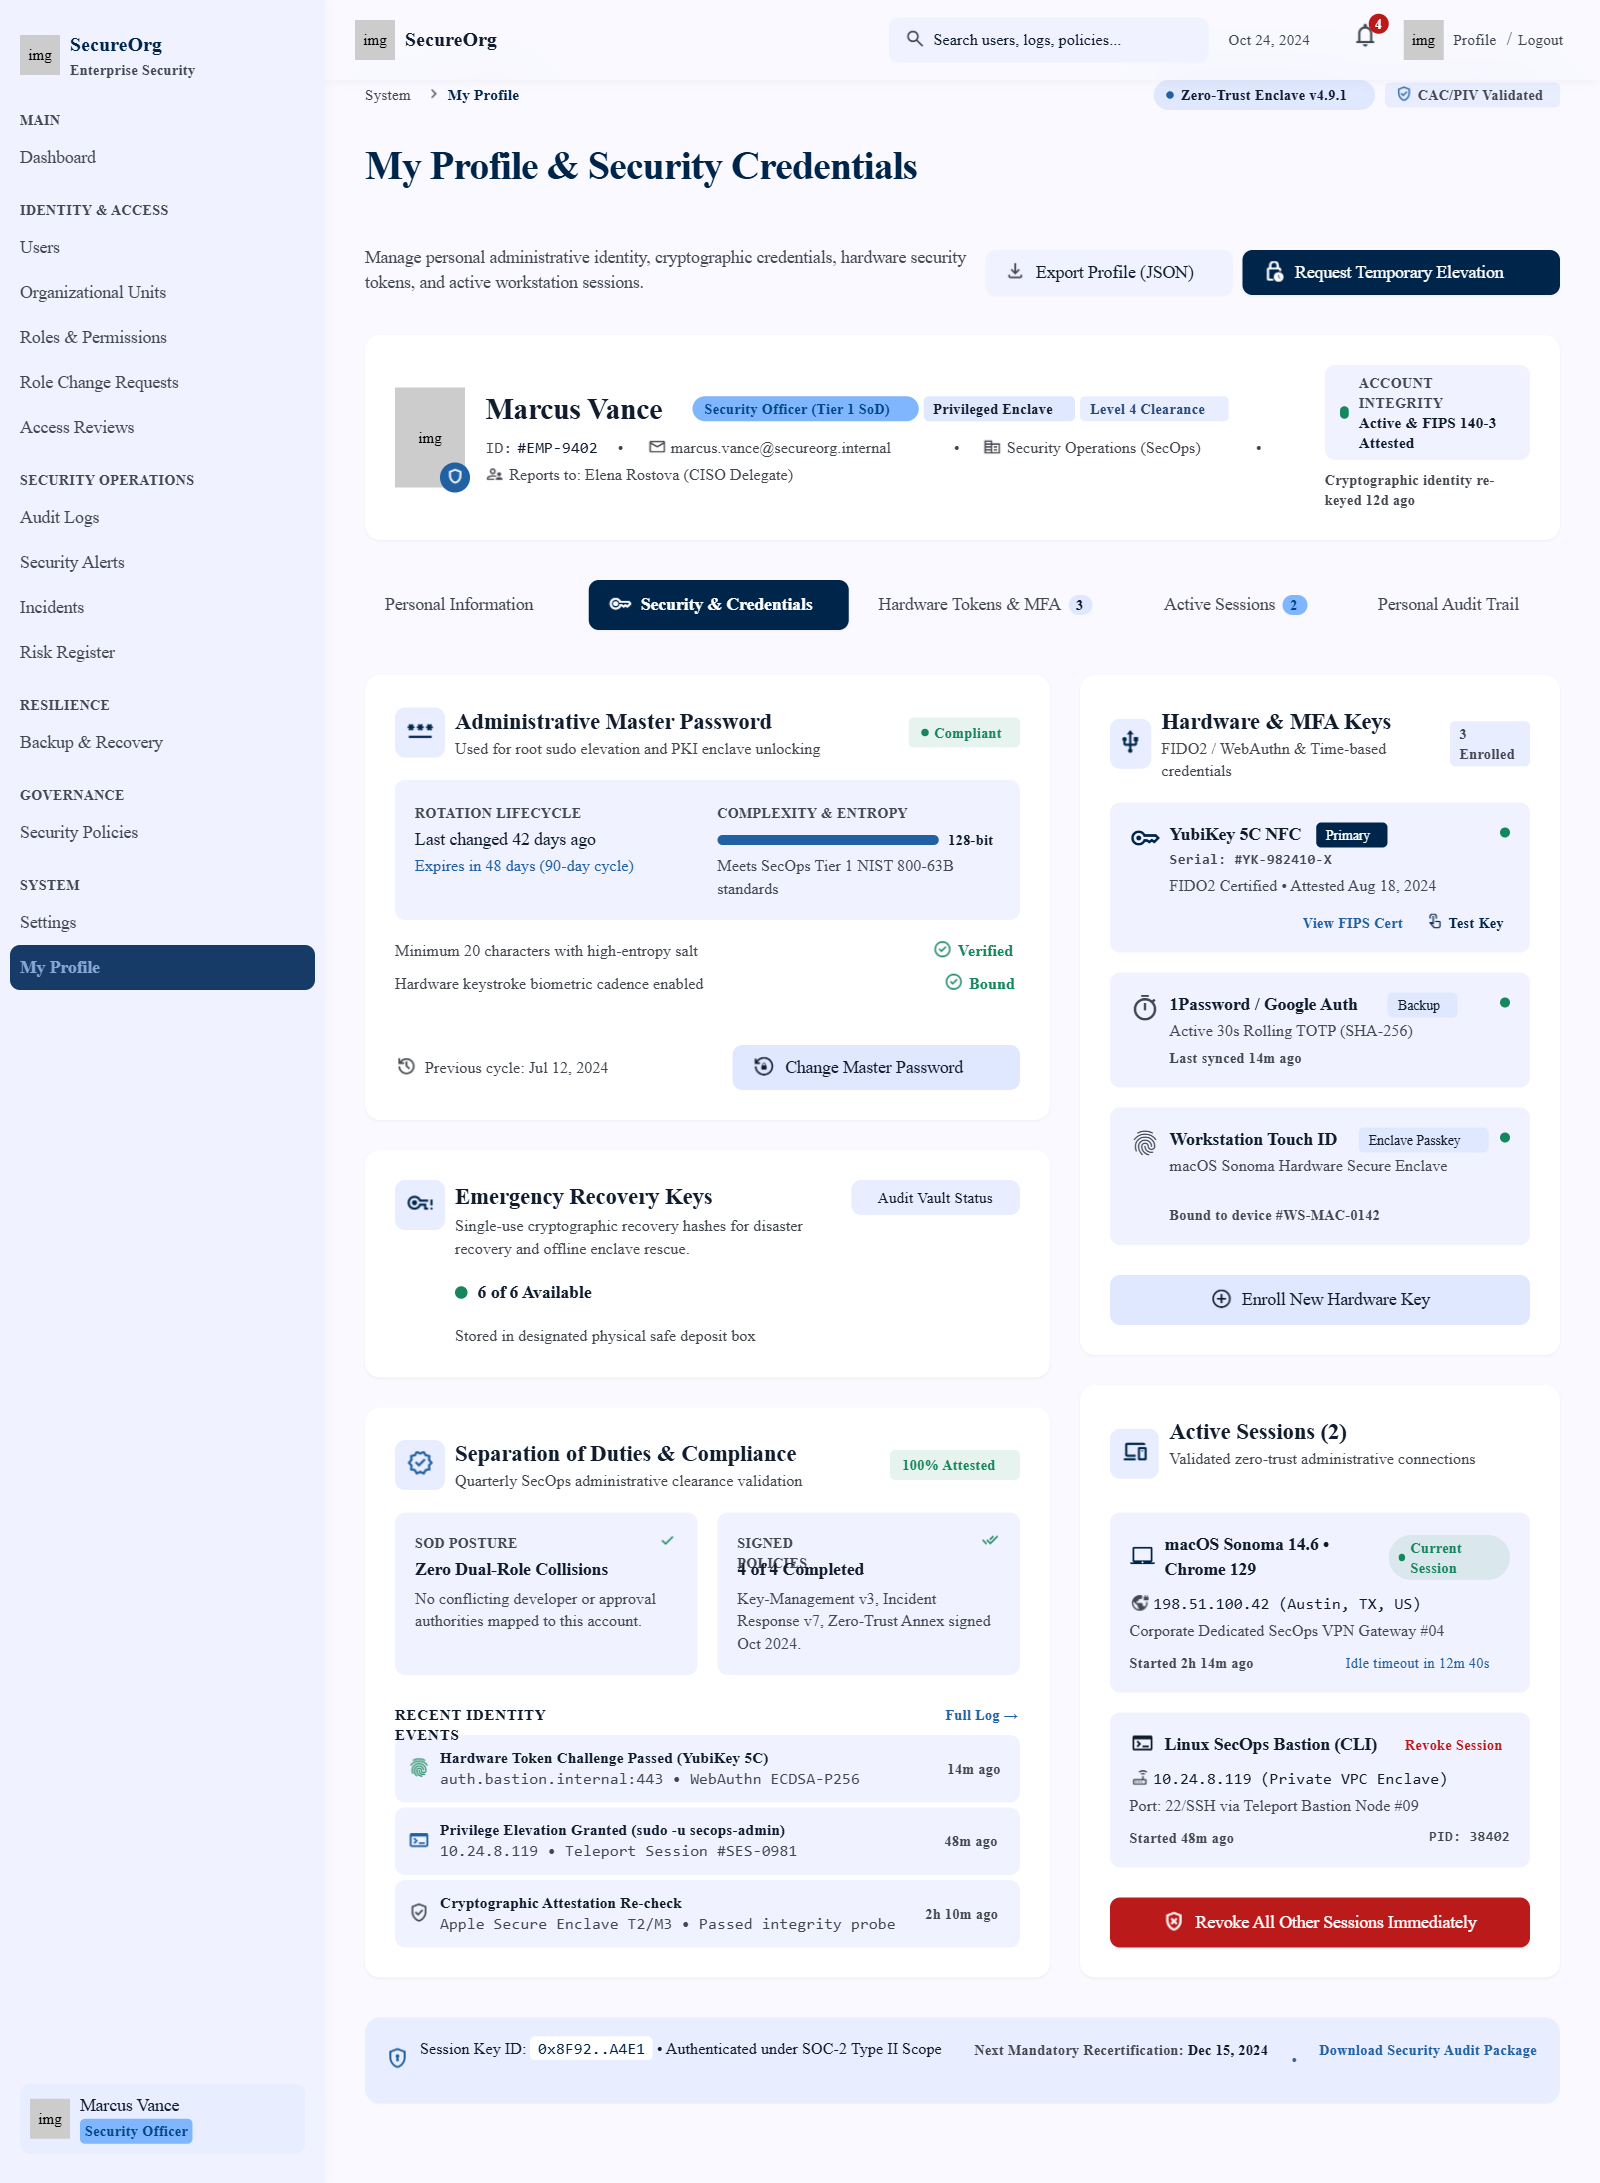 img
SecureOrg
Enterprise Security
MAIN
Dashboard
IDENTITY & ACCESS
Users
Organizational Units
Roles & Permissions
Role Change Requests
Access Reviews
SECURITY OPERATIONS
Audit Logs
Security Alerts
Incidents
Risk Register
RESILIENCE
Backup & Recovery
GOVERNANCE
Security Policies
SYSTEM
Settings
My Profile
img
Marcus Vance
Security Officer
img
SecureOrg
Search users, logs, policies...
Oct 24, 2024
4
img
Profile / Logout
System
My Profile
Zero-Trust Enclave v4.9.1
CAC/PIV Validated
My Profile & Security Credentials
Manage personal administrative identity, cryptographic credentials, hardware security
tokens, and active workstation sessions.
Export Profile (JSON)
Request Temporary Elevation
img
Marcus Vance
Security Officer (Tier 1 SoD)
Privileged Enclave
Level 4 Clearance
ID: #EMP-9402 •
marcus.vance@secureorg.internal •
Security Operations (SecOps) •
Reports to: Elena Rostova (CISO Delegate)
ACCOUNT
INTEGRITY
Active & FIPS 140-3
Attested
Cryptographic identity re-
keyed 12d ago
Personal Information
Security & Credentials
Hardware Tokens & MFA 3
Active Sessions 2
Personal Audit Trail
Administrative Master Password
Used for root sudo elevation and PKI enclave unlocking
Compliant
ROTATION LIFECYCLE
Last changed 42 days ago
Expires in 48 days (90-day cycle)
COMPLEXITY & ENTROPY
128-bit
Meets SecOps Tier 1 NIST 800-63B
standards
Minimum 20 characters with high-entropy salt
Verified
Hardware keystroke biometric cadence enabled
Bound
Previous cycle: Jul 12, 2024
Change Master Password
Emergency Recovery Keys
Single-use cryptographic recovery hashes for disaster
recovery and offline enclave rescue.
Audit Vault Status
6 of 6 Available
Stored in designated physical safe deposit box
Separation of Duties & Compliance
Quarterly SecOps administrative clearance validation
100% Attested
SOD POSTURE
Zero Dual-Role Collisions
No conflicting developer or approval
authorities mapped to this account.
SIGNED
POLICIES
4 of 4 Completed
Key-Management v3, Incident
Response v7, Zero-Trust Annex signed
Oct 2024.
RECENT IDENTITY
EVENTS
Full Log →
Hardware Token Challenge Passed (YubiKey 5C)
auth.bastion.internal:443 • WebAuthn ECDSA-P256
14m ago
Privilege Elevation Granted (sudo -u secops-admin)
10.24.8.119 • Teleport Session #SES-0981
48m ago
Cryptographic Attestation Re-check
Apple Secure Enclave T2/M3 • Passed integrity probe
2h 10m ago
Hardware & MFA Keys
FIDO2 / WebAuthn & Time-based
credentials
3
Enrolled
YubiKey 5C NFC
Primary
Serial: #YK-982410-X
FIDO2 Certified • Attested Aug 18, 2024
View FIPS Cert
Test Key
1Password / Google Auth
Backup
Active 30s Rolling TOTP (SHA-256)
Last synced 14m ago
Workstation Touch ID
Enclave Passkey
macOS Sonoma Hardware Secure Enclave
Bound to device #WS-MAC-0142
Enroll New Hardware Key
Active Sessions (2)
Validated zero-trust administrative connections
macOS Sonoma 14.6 •
Chrome 129
Current
Session
198.51.100.42 (Austin, TX, US)
Corporate Dedicated SecOps VPN Gateway #04
Started 2h 14m ago
Idle timeout in 12m 40s
Linux SecOps Bastion (CLI)
Revoke Session
10.24.8.119 (Private VPC Enclave)
Port: 22/SSH via Teleport Bastion Node #09
Started 48m ago
PID: 38402
Revoke All Other Sessions Immediately
Session Key ID: 0x8F92..A4E1 • Authenticated under SOC-2 Type II Scope
Next Mandatory Recertification: Dec 15, 2024 •
Download Security Audit Package